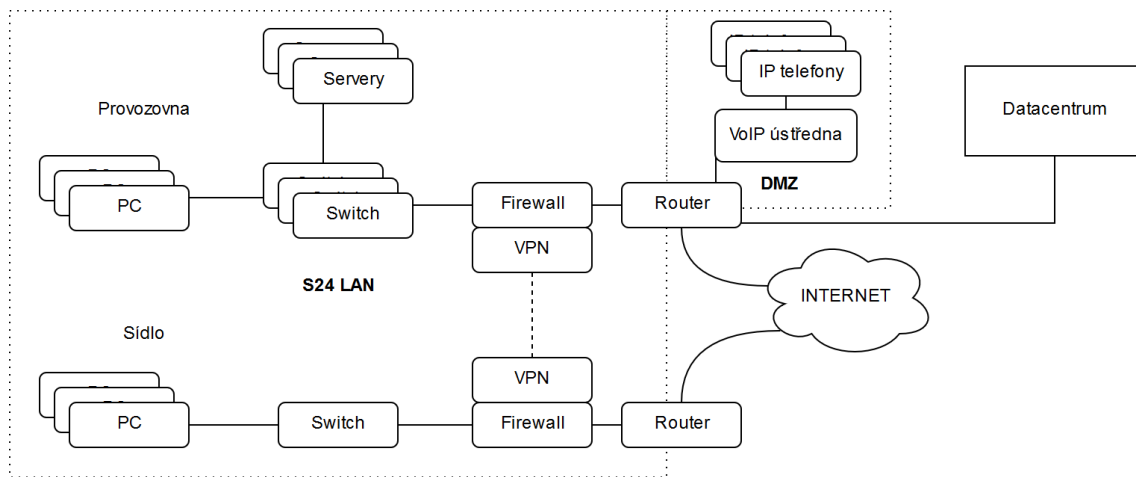 IP telefony
Servery
Provozovna
Datacentrum
VoIP ústředna
DMZ
PC
Switch
Firewall
Router
VPN
S24 LAN
INTERNET
Sídlo
VPN
PC
Switch
Firewall
Router